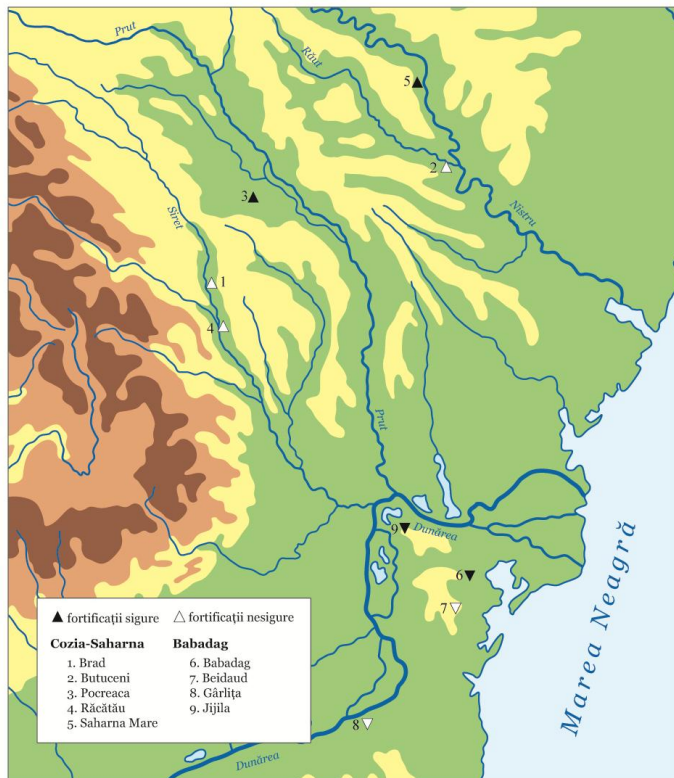 Prut
Răut
5
2
Nistru
3
Siret
1
4
Prut
9
Dunărea
6
7
8
Dunărea
Marea Neagră
▲ fortificații sigure △ fortificații nesigure
Cozia-Saharna
1. Brad
2. Butuceni
3. Pocreaca
4. Răcătău
5. Saharna Mare
Babadag
6. Babadag
7. Beidaud
8. Gârlița
9. Jijila